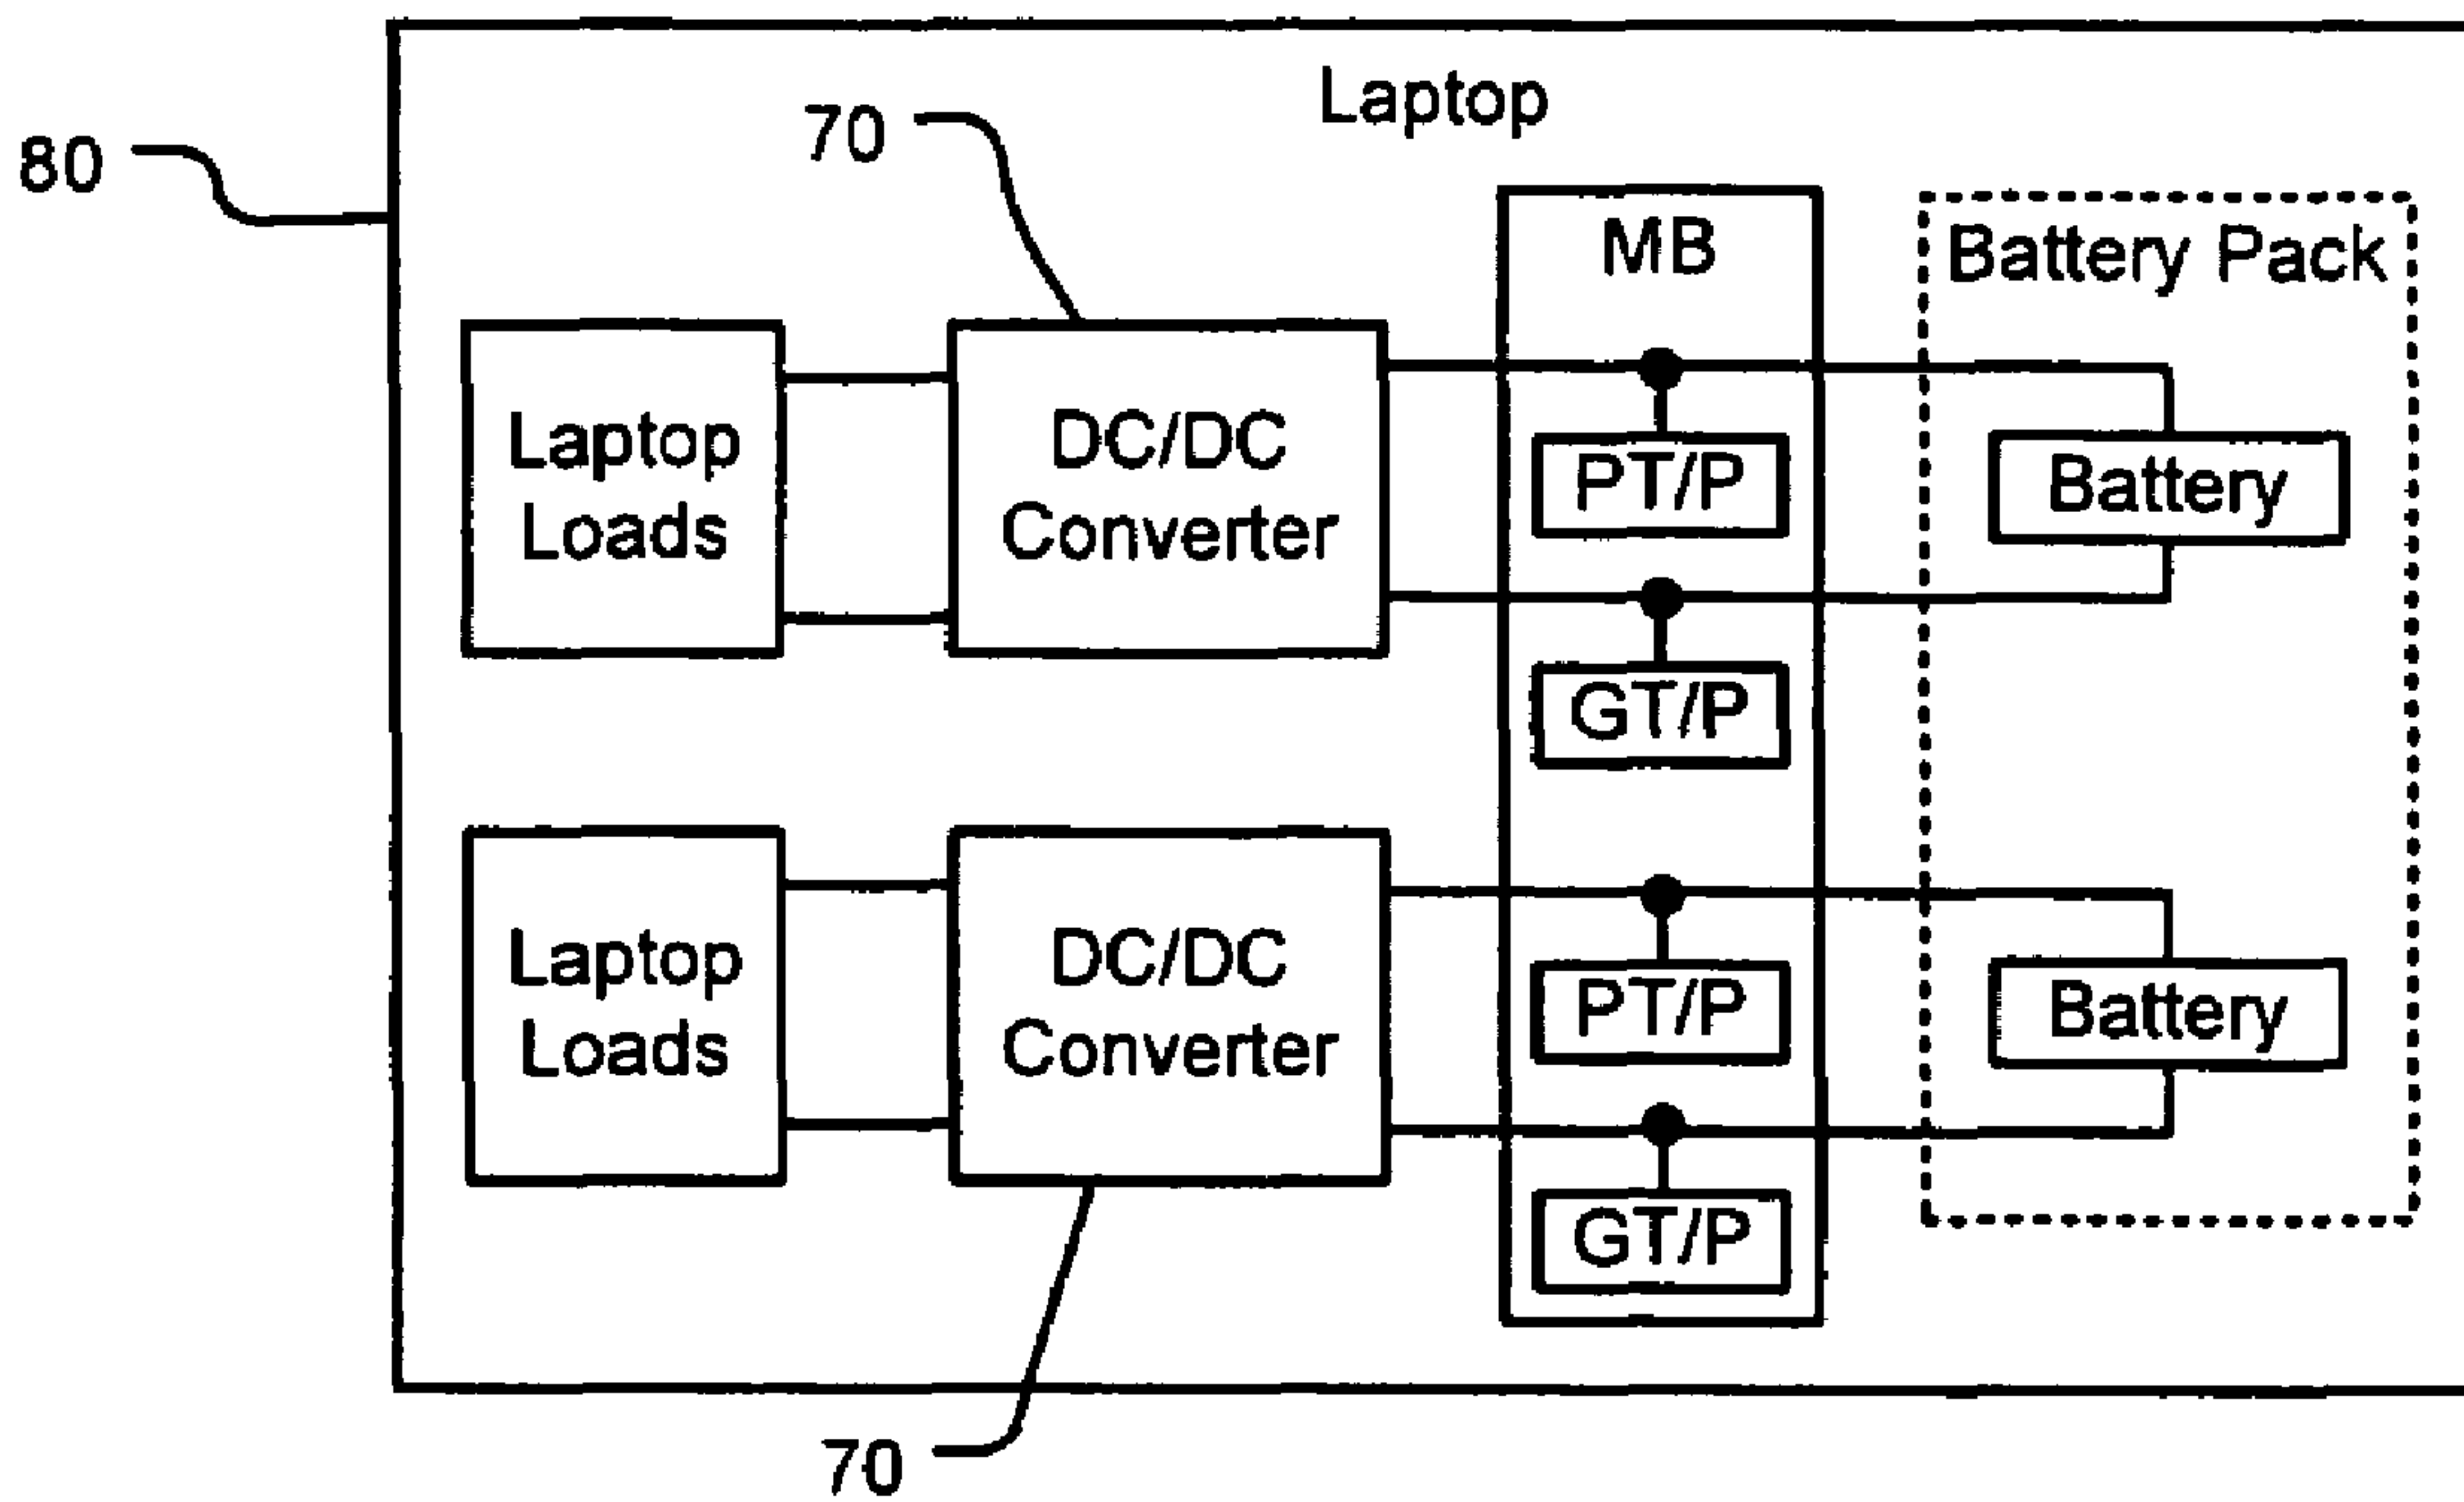 Laptop
70
80
MB
Battery Pack
Laptop
Loads
DC/DC
Converter
PT/P
Battery
GT/P
Laptop
Loads
DC/DC
Converter
PT/P
Battery
GT/P
70